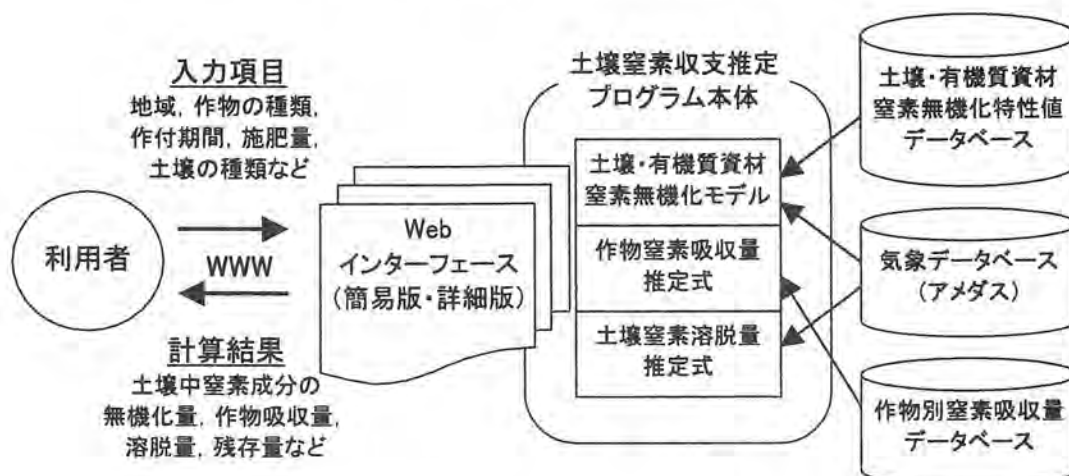 入力項目
地域, 作物の種類,
作付期間, 施肥量,
土壌の種類など
利用者
WWW
計算結果
土壌中窒素成分の
無機化量, 作物吸収量,
溶脱量, 残存量など
Web
インターフェース
(簡易版・詳細版)
土壌窒素収支推定
プログラム本体
土壌・有機質資材
窒素無機化モデル
作物窒素吸収量
推定式
土壌窒素溶脱量
推定式
土壌・有機質資材
窒素無機化特性値
データベース
気象データベース
(アメダス)
作物別窒素吸収量
データベース